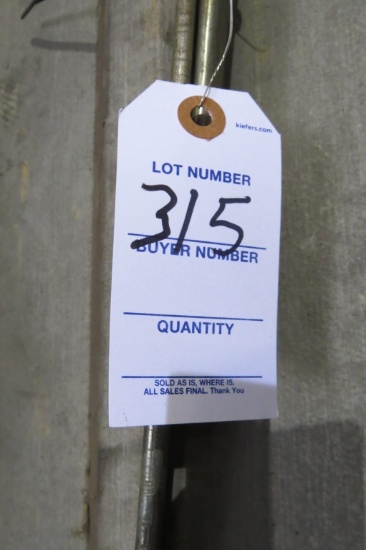 kiefers.com
LOT NUMBER
315
BUYER NUMBER
QUANTITY
SOLD AS IS, WHERE IS.
ALL SALES FINAL. Thank You